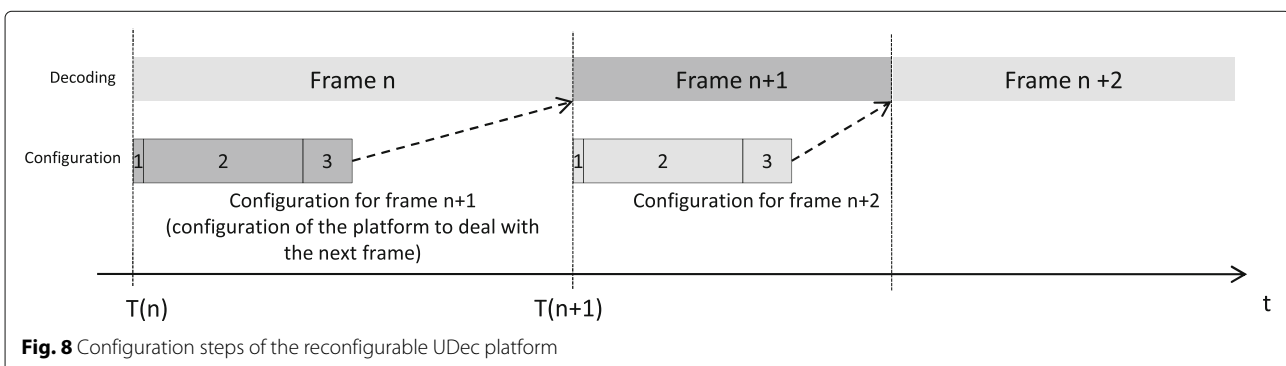 Decoding
Frame n
Frame n+1
Frame n +2
Configuration
1
2
3
1
2
3
Configuration for frame n+1
(configuration of the platform to deal with
the next frame)
Configuration for frame n+2
T(n)
T(n+1)
t
Fig. 8 Configuration steps of the reconfigurable UDec platform